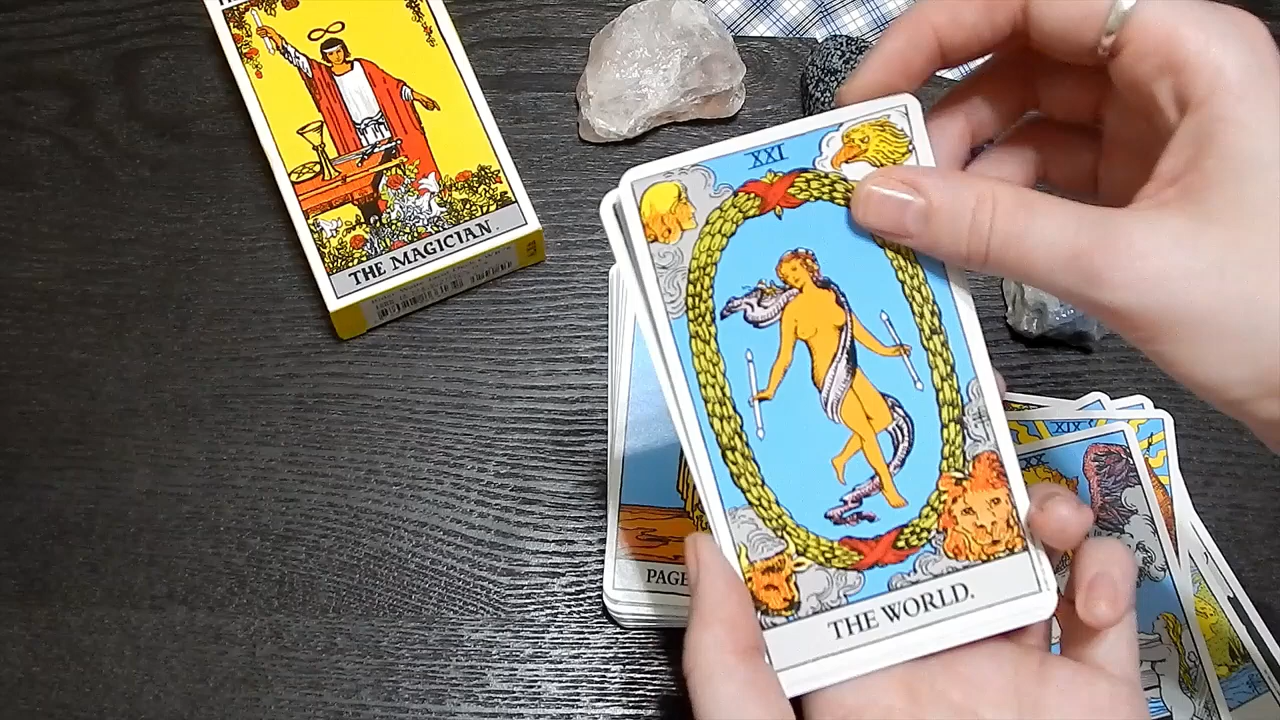 THE MAGICIAN.
XXI
THE WORLD.
PAGE
XIX
XX